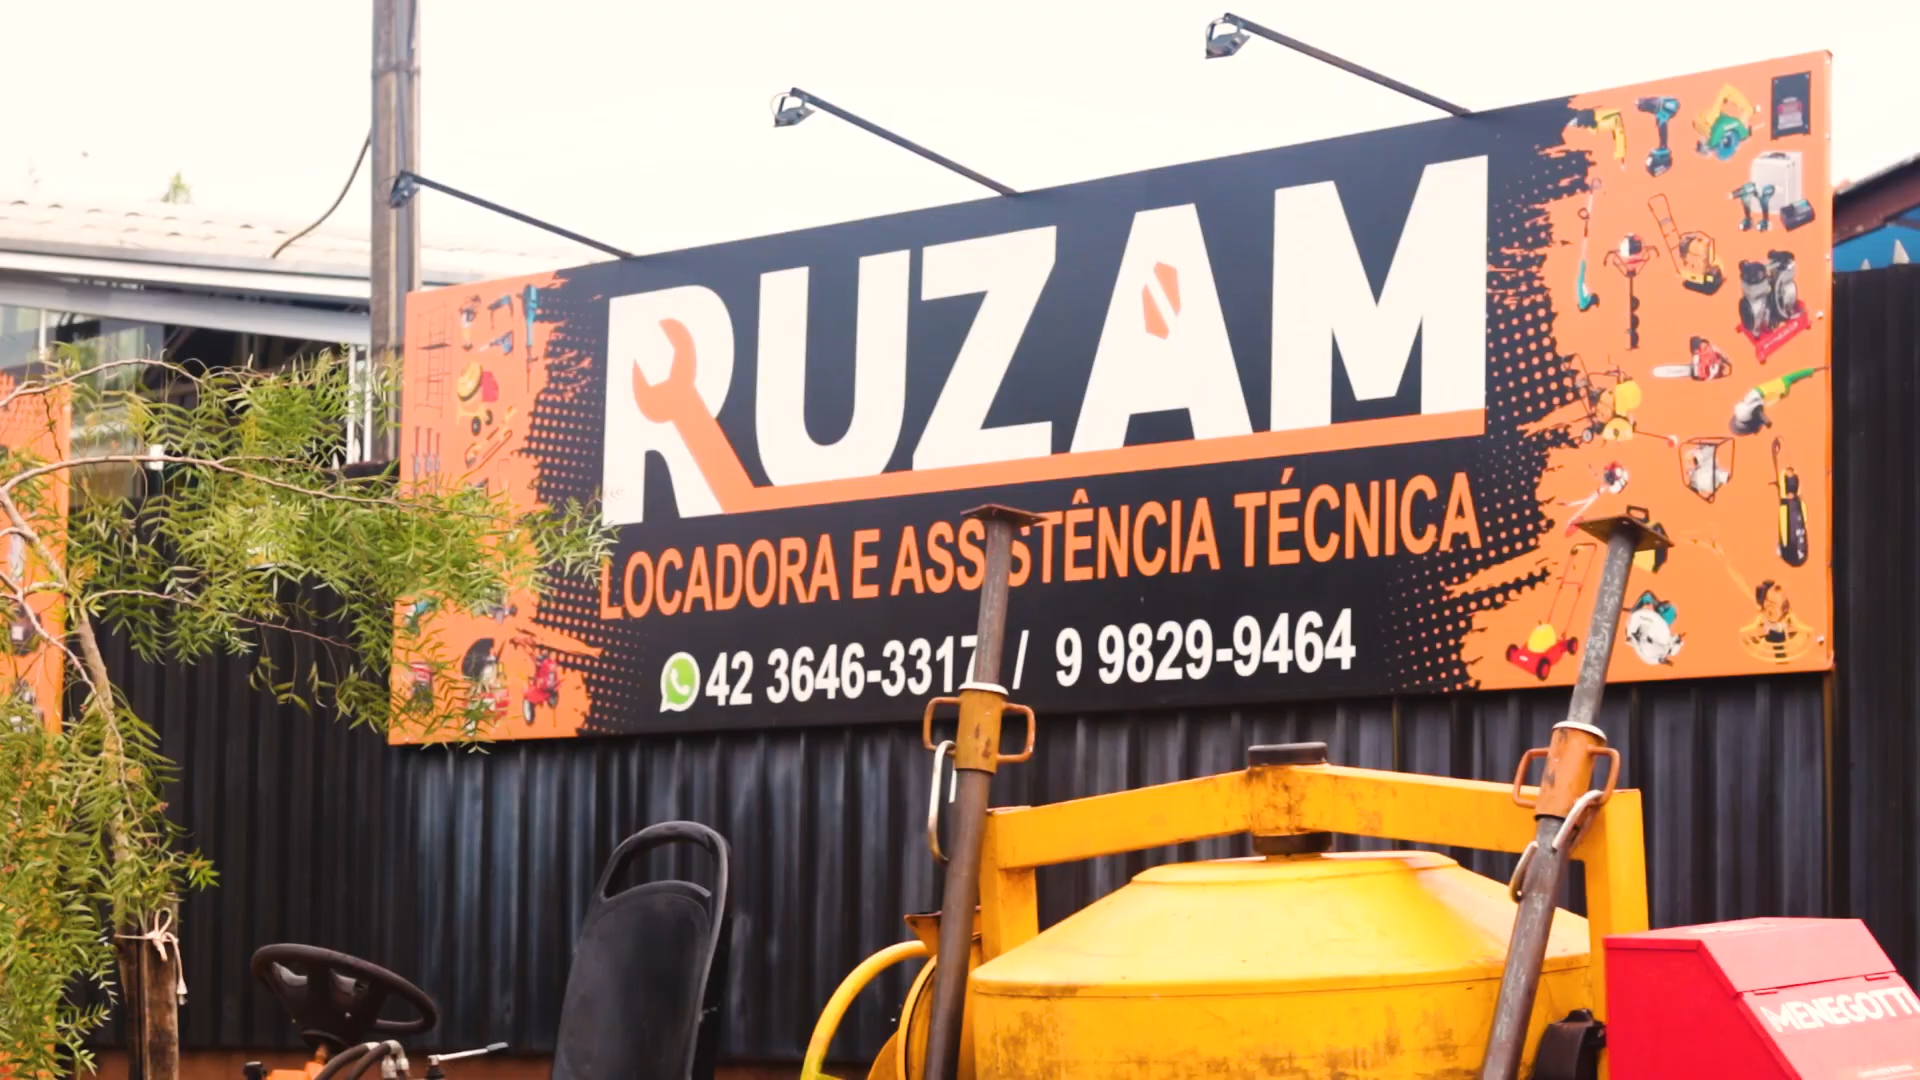 RUZAM
LOCADORA E ASSISTÊNCIA TÉCNICA
42 3646-3317 / 9 9829-9464
MENEGOTTI